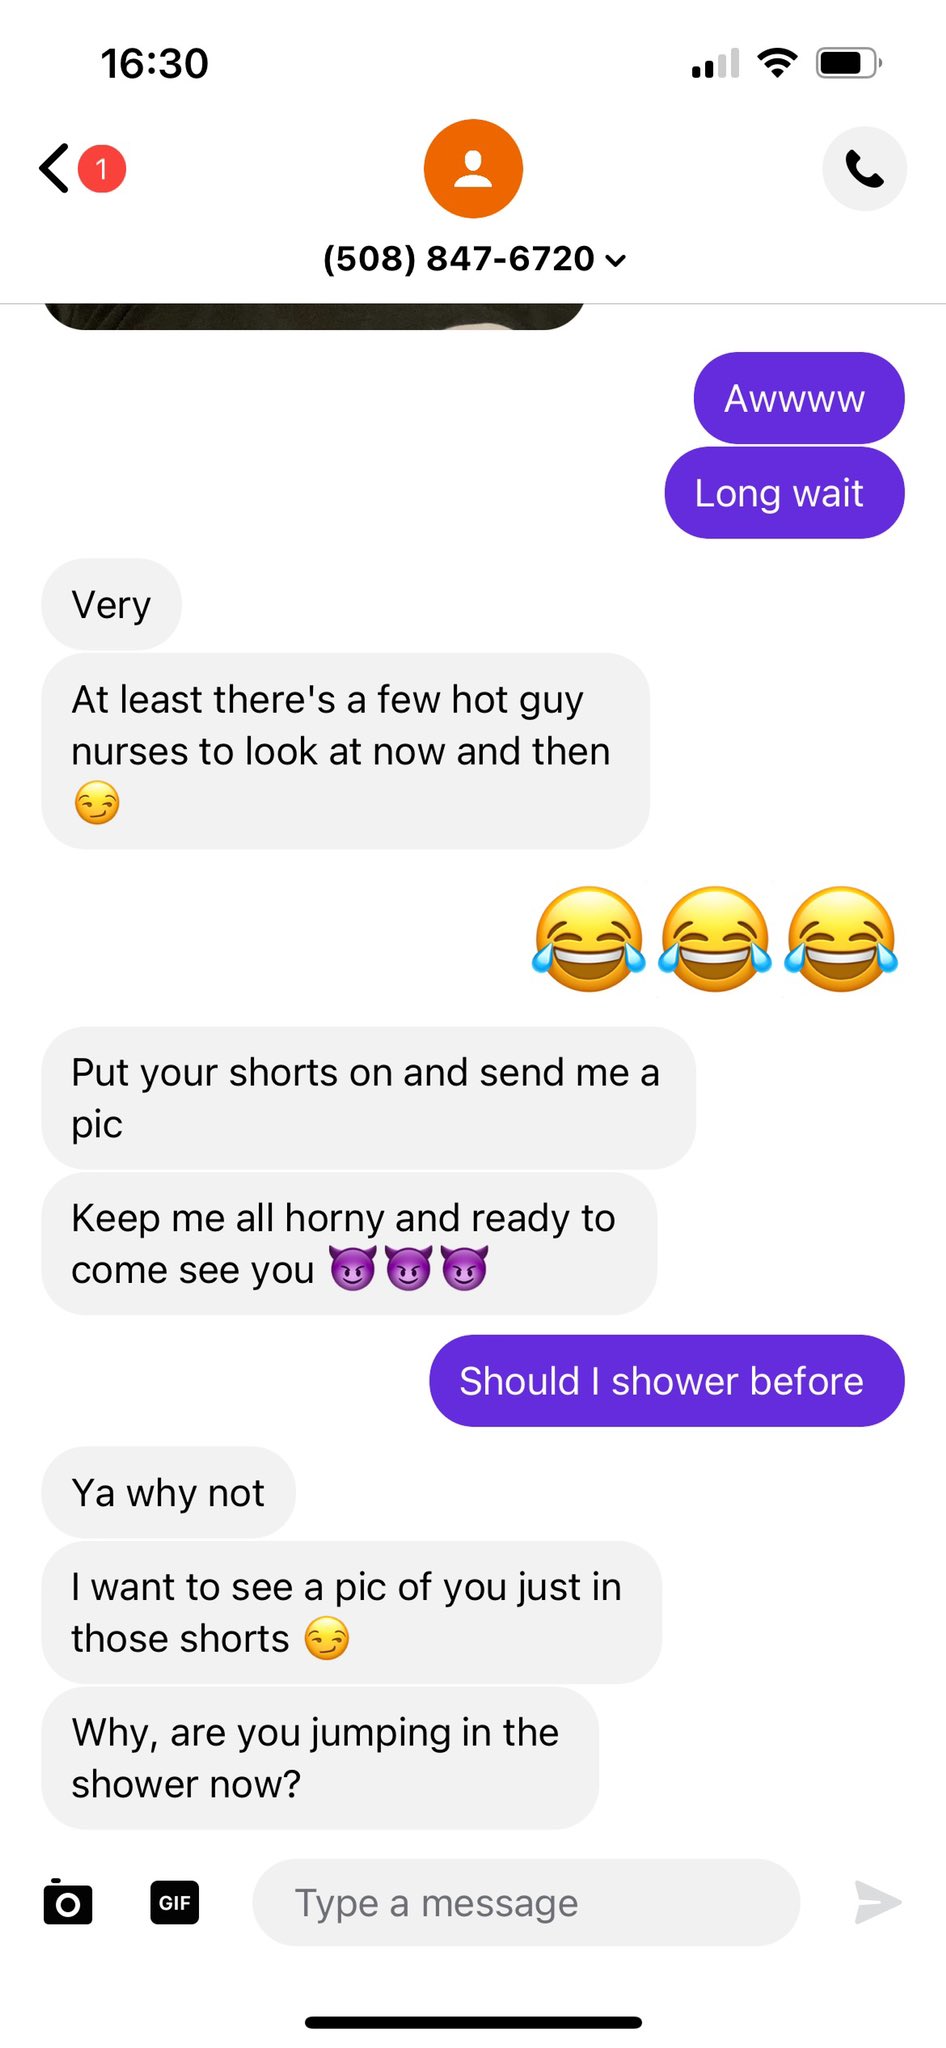 16:30
1
(508) 847-6720
Awwww
Long wait
Very
At least there's a few hot guy
nurses to look at now and then
😏
😂😂😂
Put your shorts on and send me a
pic
Keep me all horny and ready to
come see you 😈😈😈
Should I shower before
Ya why not
I want to see a pic of you just in
those shorts 😏
Why, are you jumping in the
shower now?
GIF
Type a message